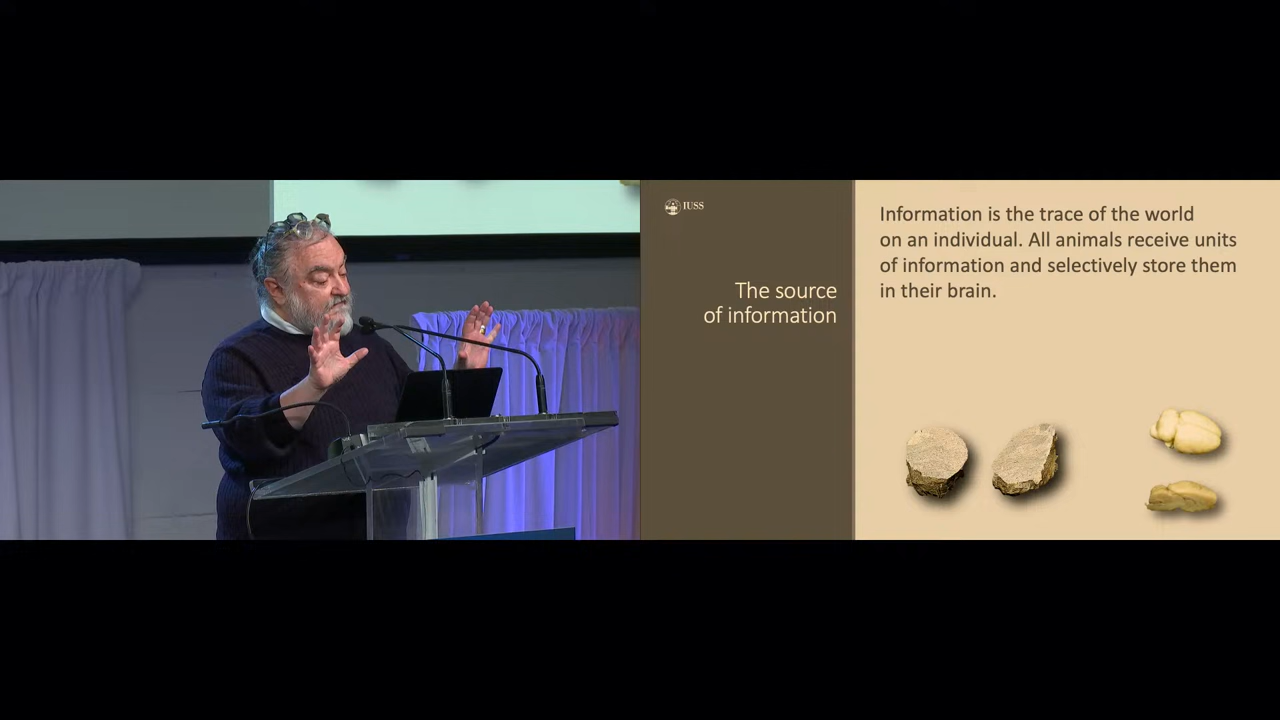 IUSS
The source
of information
Information is the trace of the world
on an individual. All animals receive units
of information and selectively store them
in their brain.